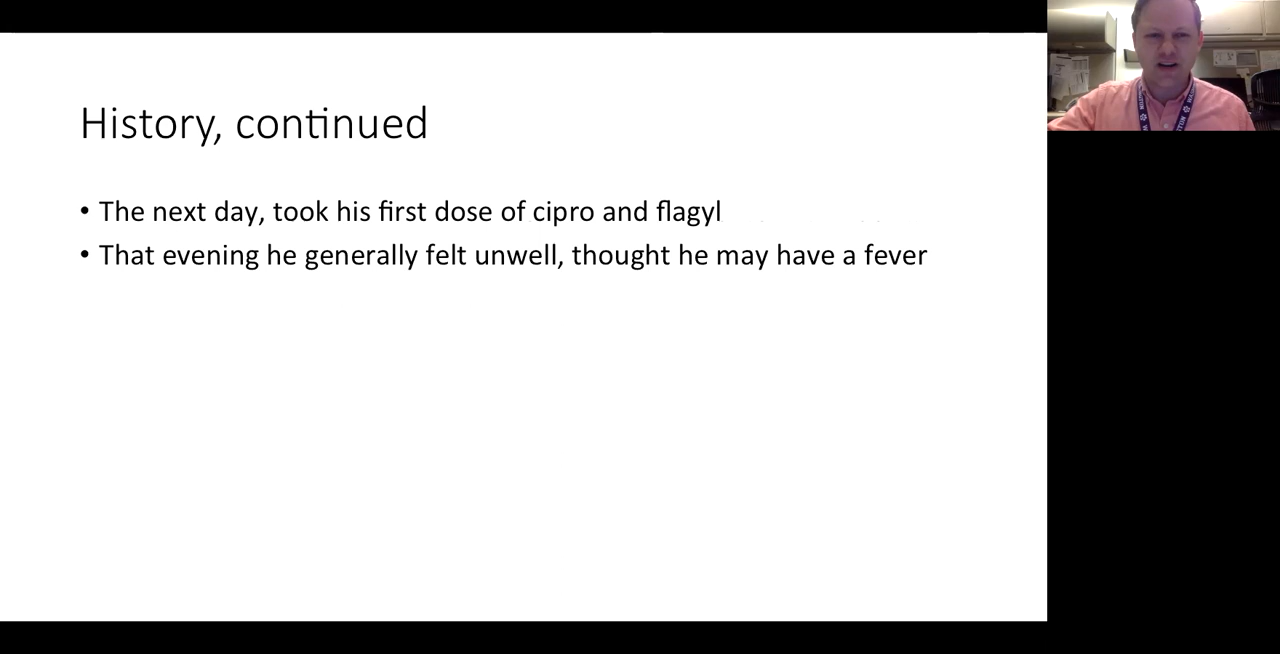 History, continued
• The next day, took his first dose of cipro and flagyl
• That evening he generally felt unwell, thought he may have a fever